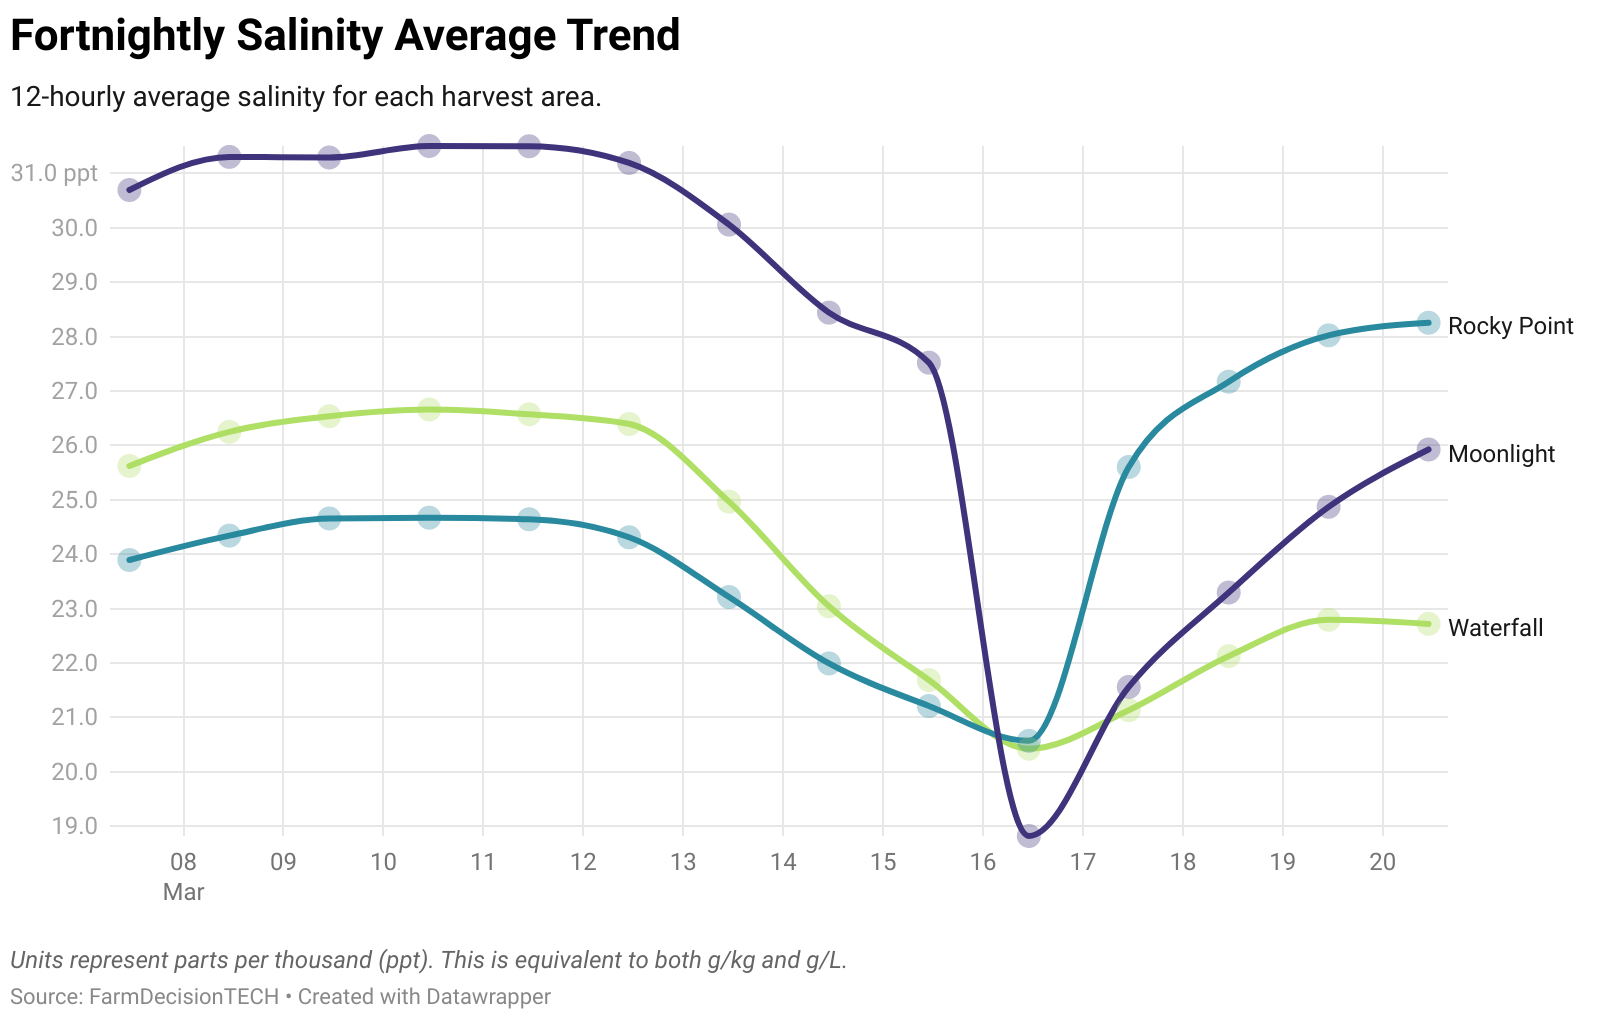 Fortnightly Salinity Average Trend
12-hourly average salinity for each harvest area.
31.0 ppt
30.0
29.0
28.0
27.0
26.0
25.0
24.0
23.0
22.0
21.0
20.0
19.0
Rocky Point
Moonlight
Waterfall
08 09 10 11 12 13 14 15 16 17 18 19 20
Mar
Units represent parts per thousand (ppt). This is equivalent to both g/kg and g/L.
Source: FarmDecisionTECH • Created with Datawrapper